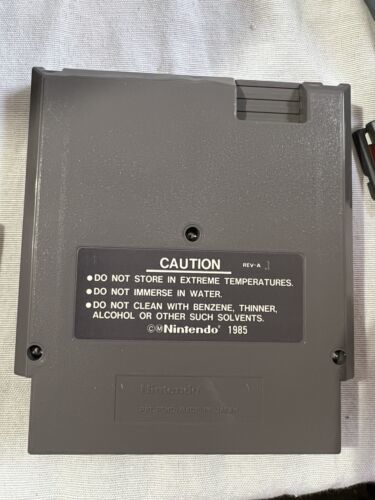 CAUTION REV-A
●DO NOT STORE IN EXTREME TEMPERATURES.
●DO NOT IMMERSE IN WATER.
●DO NOT CLEAN WITH BENZENE, THINNER,
ALCOHOL OR OTHER SUCH SOLVENTS.
©Ⓜ Nintendo® 1985
Nintendo